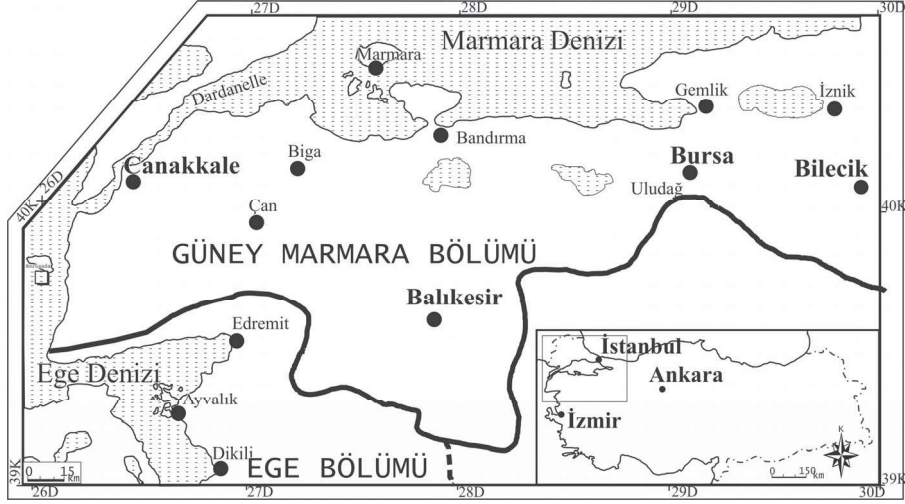 27D
28D
29D
30D
Marmara Denizi
Marmara
Dardanelle
Gemlik
İznik
Bandırma
Biga
Çanakkale
Bursa
Bilecik
Uludağ
Çan
40K
26D
40K
GÜNEY MARMARA BÖLÜMÜ
Balıkesir
Edremit
Ege Denizi
Ayvalık
Dikili
EGE BÖLÜMÜ
İstanbul
Ankara
İzmir
K
0 15
km
0 150
km
39K
39K
26D
27D
28D
29D
30D